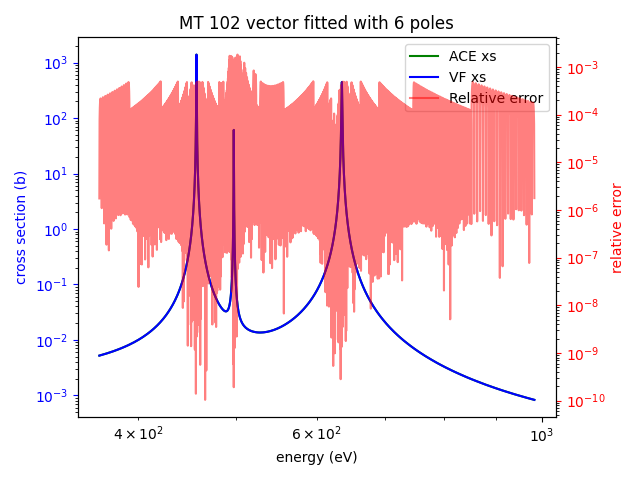 MT 102 vector fitted with 6 poles
ACE xs
VF xs
Relative error
cross section (b)
10³
10²
10¹
10⁰
10⁻¹
10⁻²
10⁻³
10⁻³
10⁻⁴
10⁻⁵
10⁻⁶
10⁻⁷
10⁻⁸
10⁻⁹
10⁻¹⁰
relative error
4 × 10²
6 × 10²
10³
energy (eV)